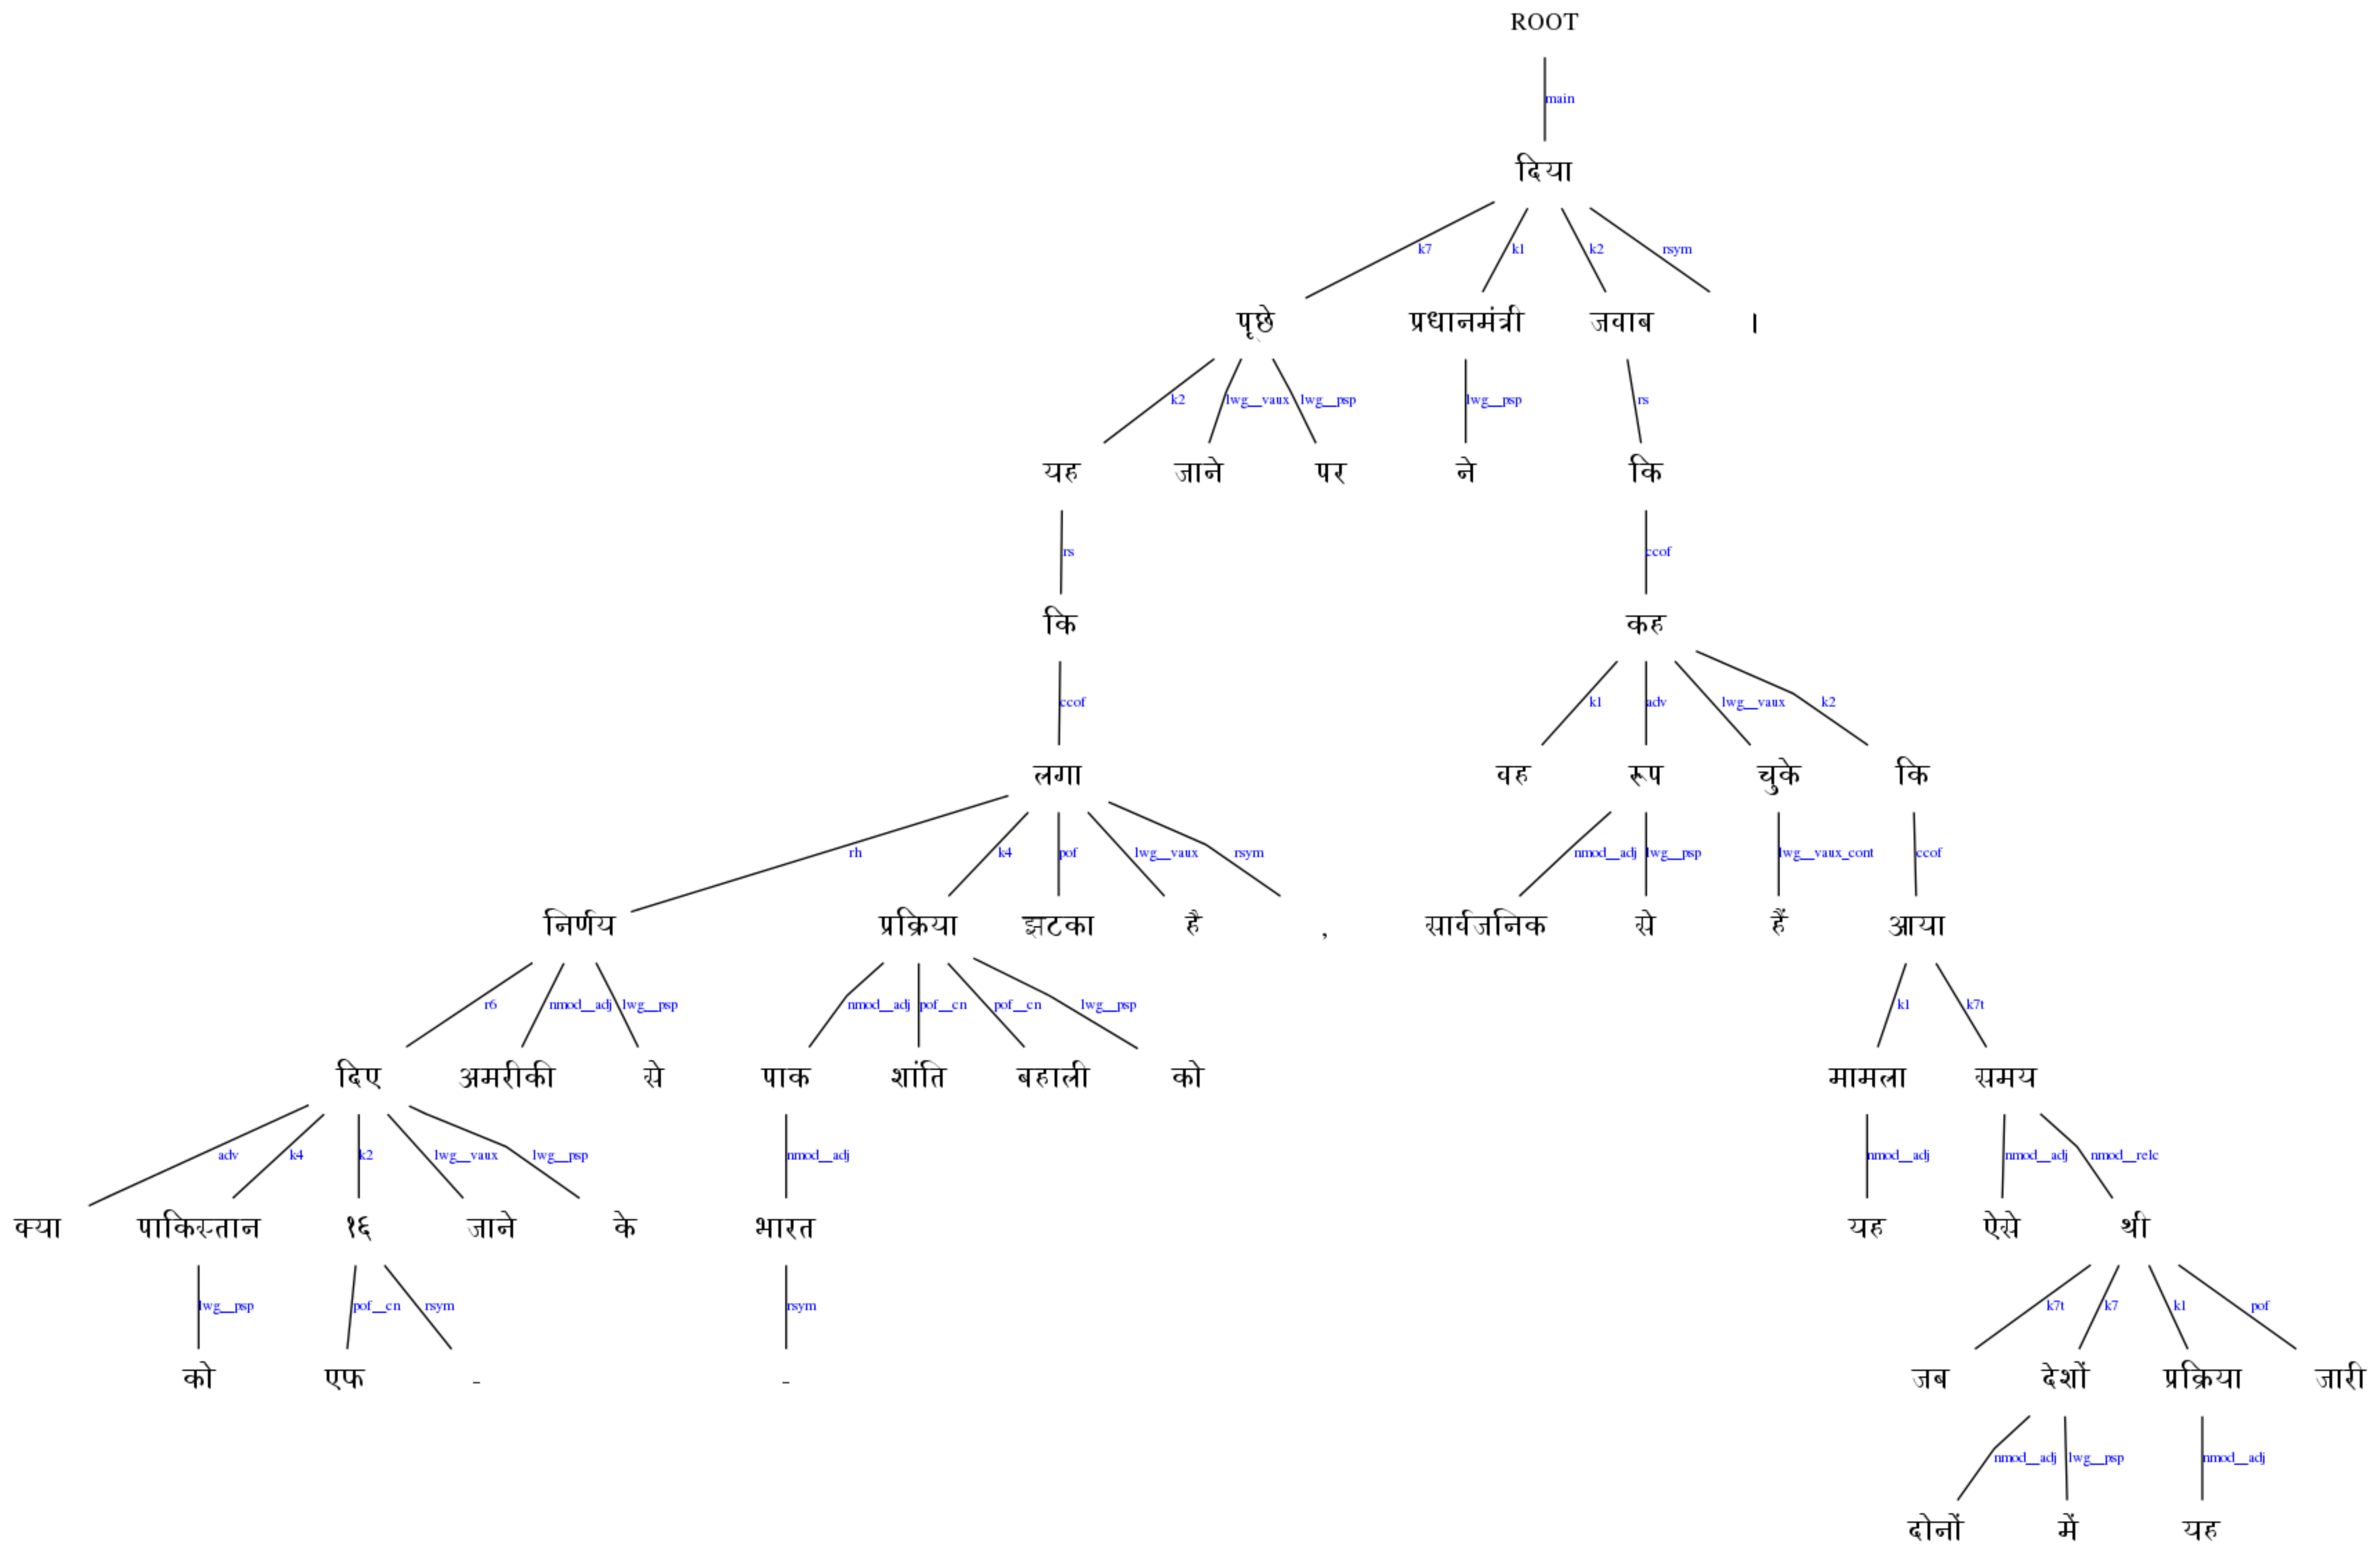 ROOT
main
दिया
k7 k1 k2 rsym
पूछे प्रधानमंत्री जवाब ।
k2 lwg__vaux lwg__psp lwg__psp rs
यह जाने पर ने कि
rs ccof
कि कह
ccof k1 adv lwg__vaux k2
लगा वह रूप चुके कि
rh k4 pof lwg__vaux rsym nmod__adj lwg__psp lwg__vaux_cont ccof
निर्णय प्रक्रिया झटका है , सार्वजनिक से हैं आया
r6 nmod__adj lwg__psp nmod__adj pof__cn pof__cn lwg__psp k1 k7t
दिए अमरीकी से पाक शांति बहाली को मामला समय
adv k4 k2 lwg__vaux lwg__psp nmod__adj nmod__adj nmod__adj nmod__relc
क्या पाकिस्तान १६ जाने के भारत यह ऐसे थी
lwg__psp pof__cn rsym rsym k7t k7 k1 pof
को एफ - - जब देशों प्रक्रिया जारी
nmod__adj lwg__psp nmod__adj
दोनों में यह